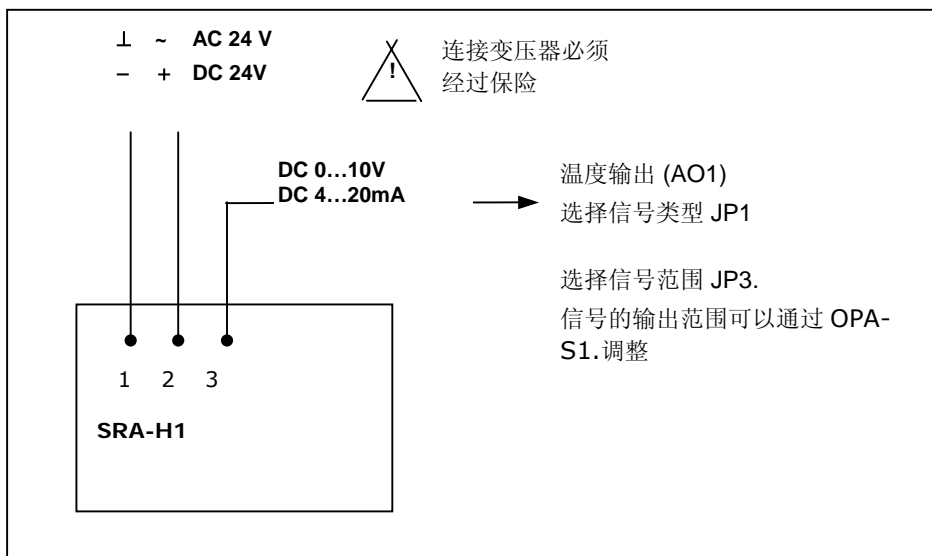 ⊥ ~ AC 24 V
− + DC 24V
!
连接变压器必须
经过保险
DC 0…10V
DC 4…20mA
温度输出 (AO1)
选择信号类型 JP1
选择信号范围 JP3.
信号的输出范围可以通过 OPA-
S1.调整
1 2 3
SRA-H1